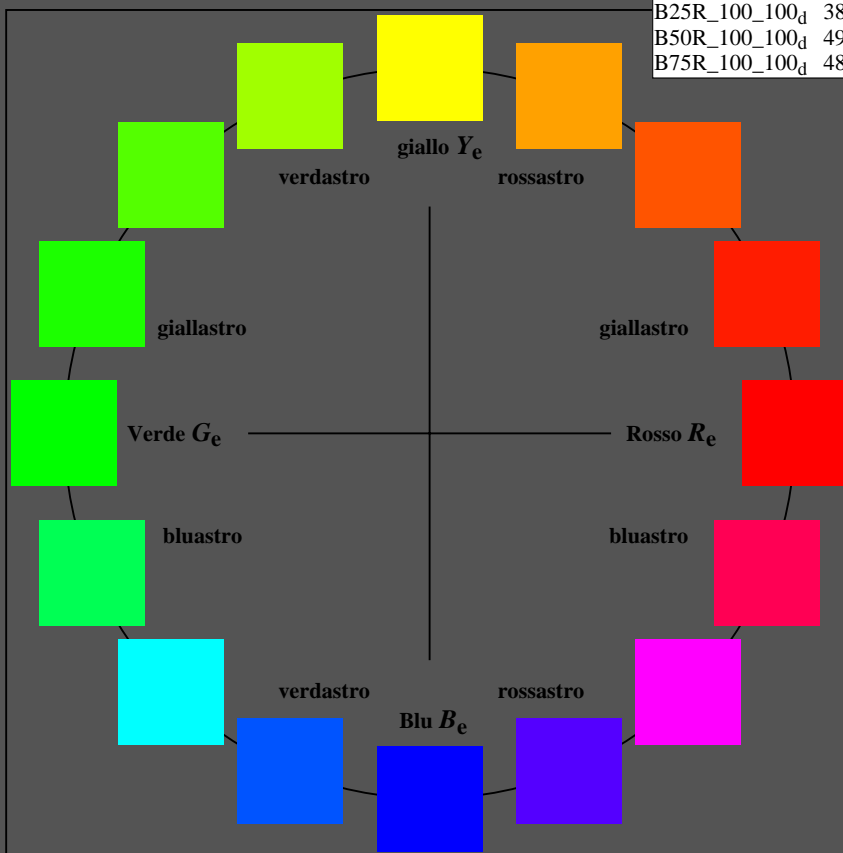 B25R_100_100d 38
B50R_100_100d 49
B75R_100_100d 48
giallo Ye
verdastro rossastro
giallastro giallastro
Verde Ge Rosso Re
bluastro bluastro
verdastro rossastro
Blu Be